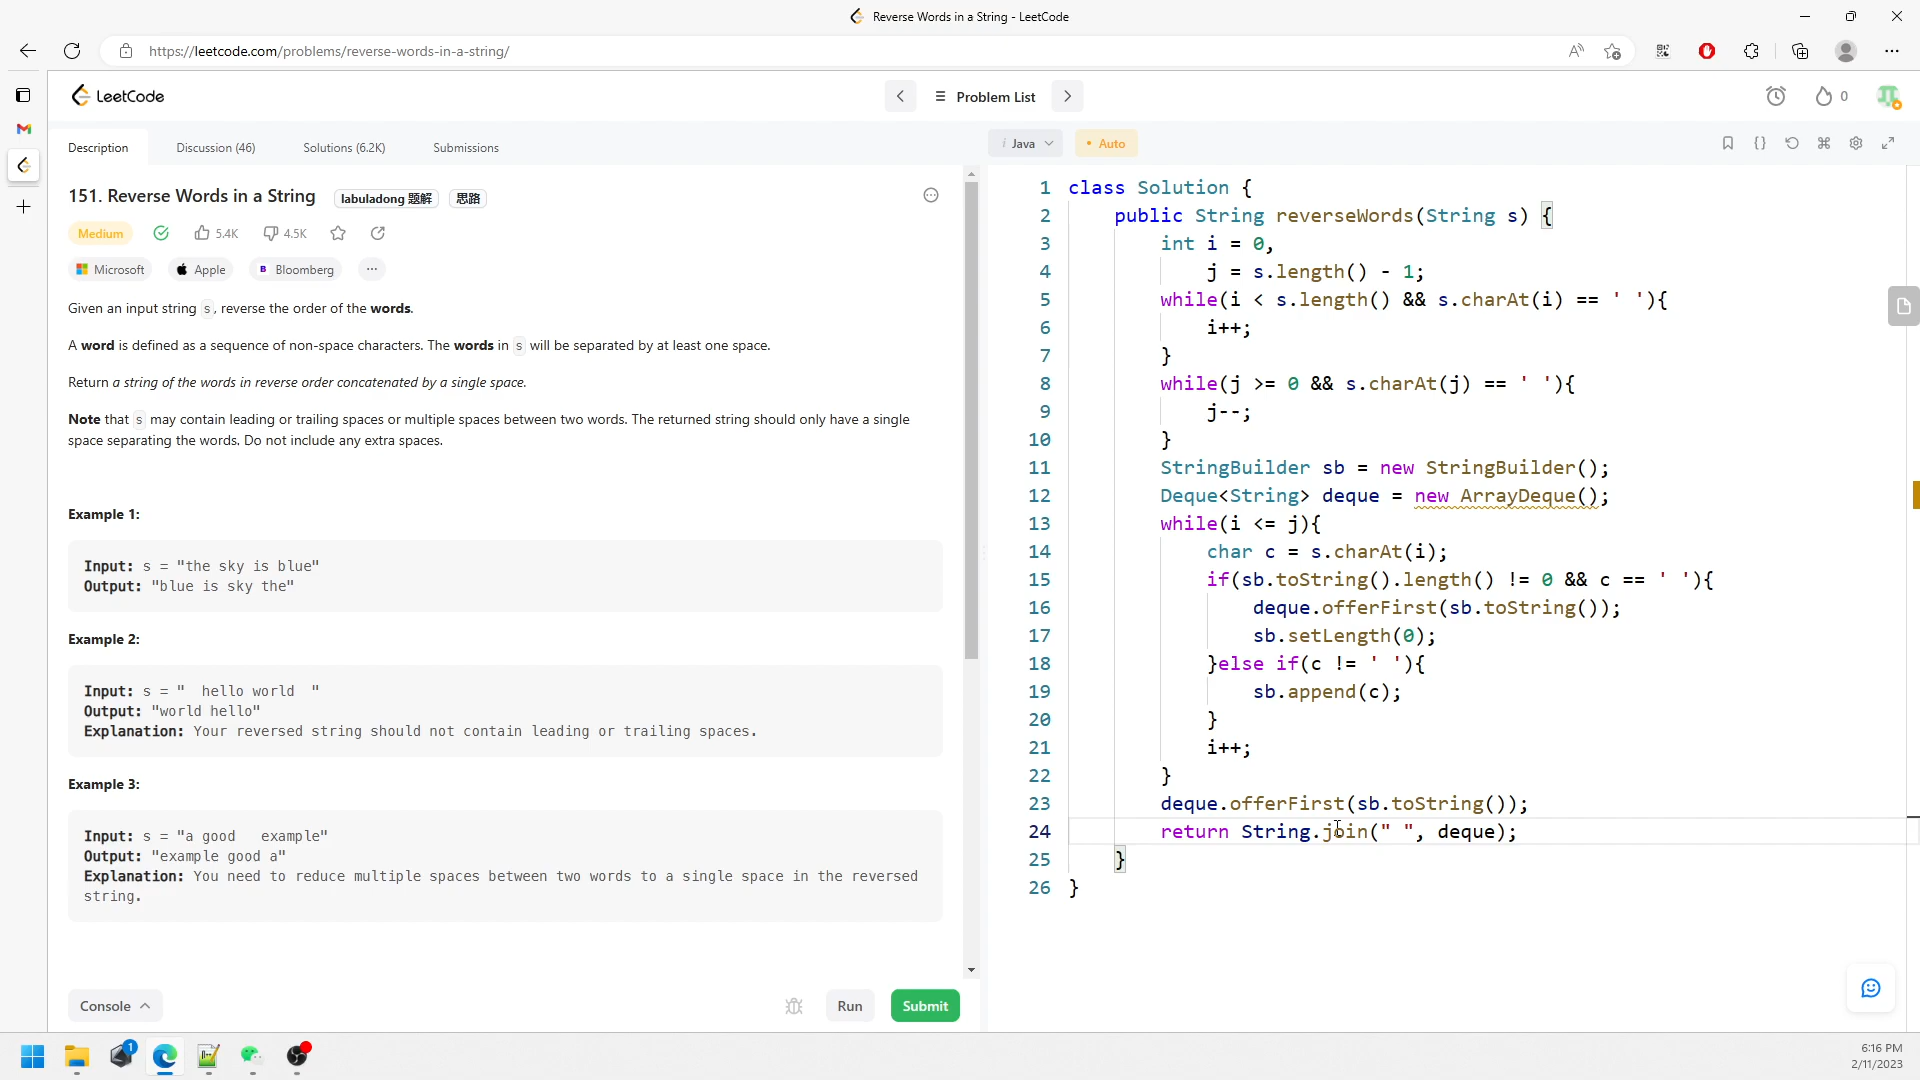 Reverse Words in a String - LeetCode
https://leetcode.com/problems/reverse-words-in-a-string/
LeetCode
Problem List
0
Description
Discussion (46)
Solutions (6.2K)
Submissions
i Java
• Auto
151. Reverse Words in a String
labuladong 题解
思路
Medium
5.4K
4.5K
Microsoft
Apple
B Bloomberg
...
Given an input string s, reverse the order of the words.
A word is defined as a sequence of non-space characters. The words in s will be separated by at least one space.
Return a string of the words in reverse order concatenated by a single space.
Note that s may contain leading or trailing spaces or multiple spaces between two words. The returned string should only have a single
space separating the words. Do not include any extra spaces.
Example 1:
Input: s = "the sky is blue"
Output: "blue is sky the"
Example 2:
Input: s = "  hello world  "
Output: "world hello"
Explanation: Your reversed string should not contain leading or trailing spaces.
Example 3:
Input: s = "a good   example"
Output: "example good a"
Explanation: You need to reduce multiple spaces between two words to a single space in the reversed
string.
Console
Run
Submit
1 class Solution {
2     public String reverseWords(String s) {
3         int i = 0,
4             j = s.length() - 1;
5         while(i < s.length() && s.charAt(i) == ' '){
6             i++;
7         }
8         while(j >= 0 && s.charAt(j) == ' '){
9             j--;
10         }
11         StringBuilder sb = new StringBuilder();
12         Deque<String> deque = new ArrayDeque();
13         while(i <= j){
14             char c = s.charAt(i);
15             if(sb.toString().length() != 0 && c == ' '){
16                 deque.offerFirst(sb.toString());
17                 sb.setLength(0);
18             }else if(c != ' '){
19                 sb.append(c);
20             }
21             i++;
22         }
23         deque.offerFirst(sb.toString());
24         return String.join(" ", deque);
25     }
26 }
1
6:16 PM
2/11/2023